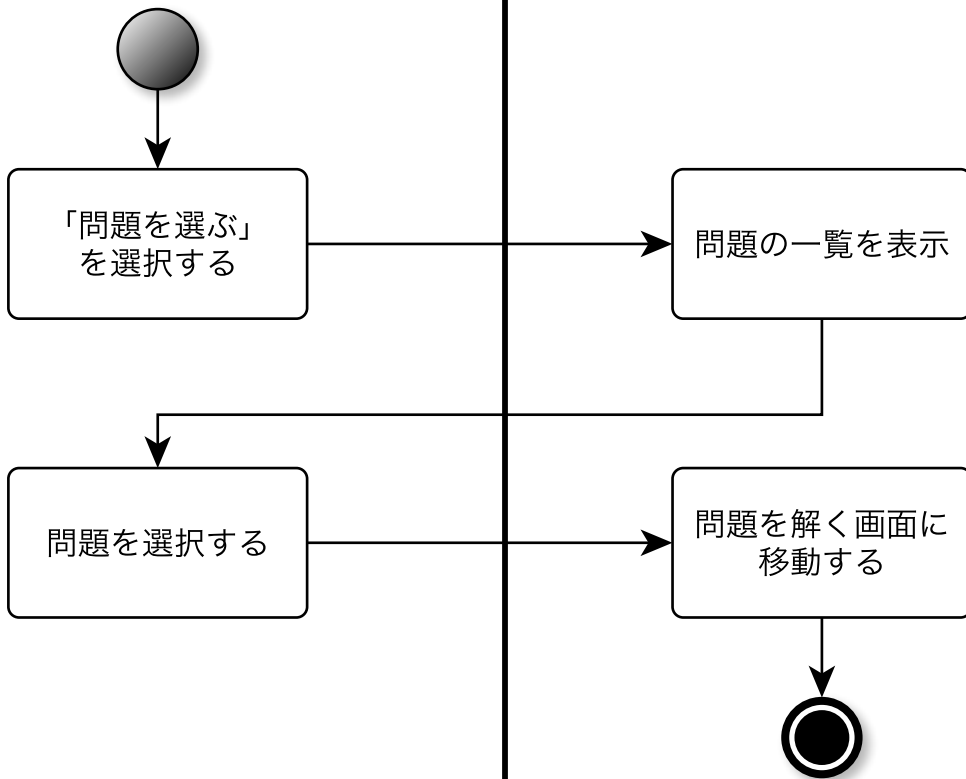 「問題を選ぶ」
を選択する
問題の一覧を表示
問題を選択する
問題を解く画面に
移動する